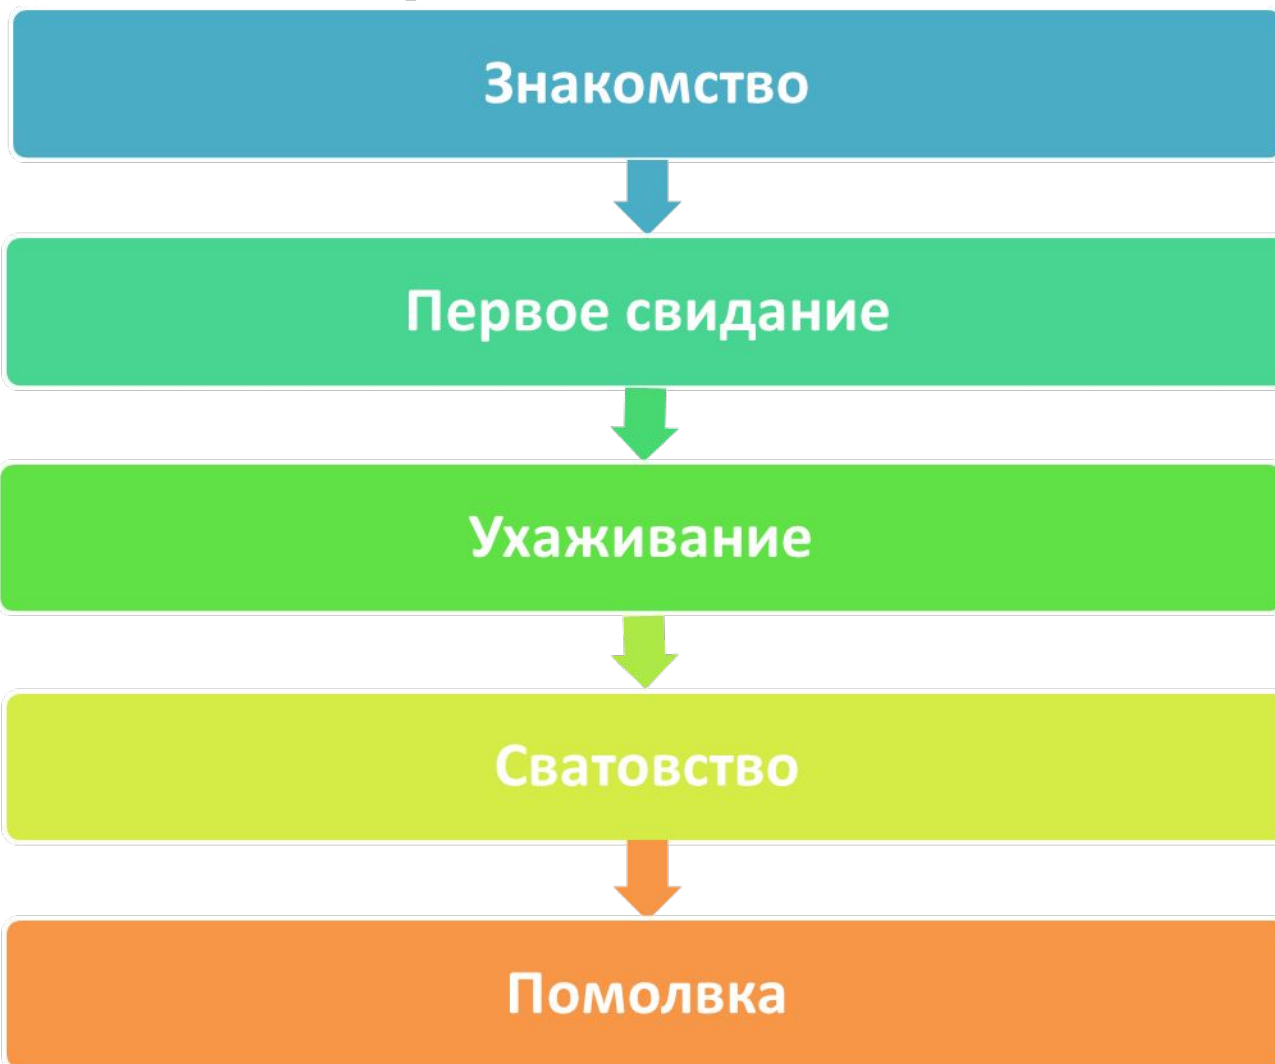 Знакомство
Первое свидание
Ухаживание
Сватовство
Помолвка